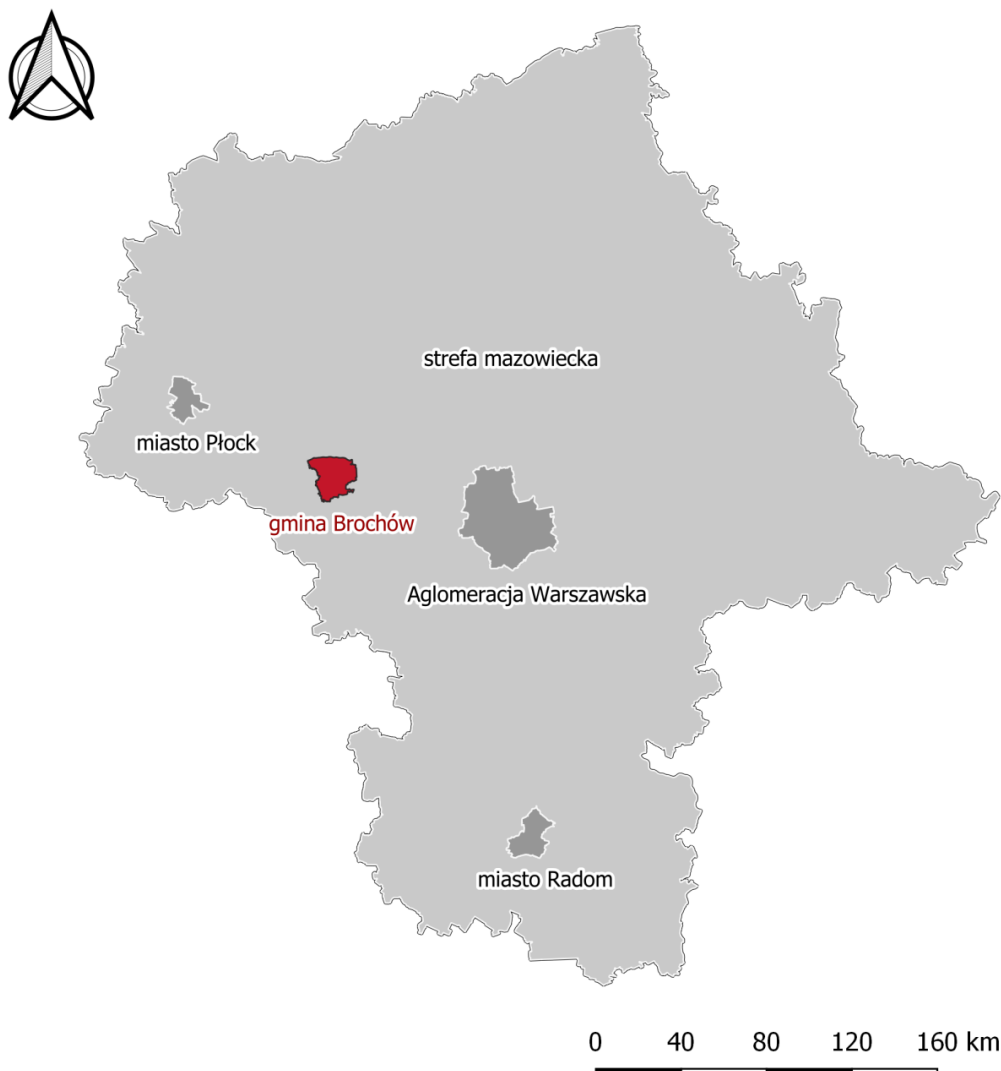 strefa mazowiecka
miasto Płock
gmina Brochów
Aglomeracja Warszawska
miasto Radom
0 40 80 120 160 km